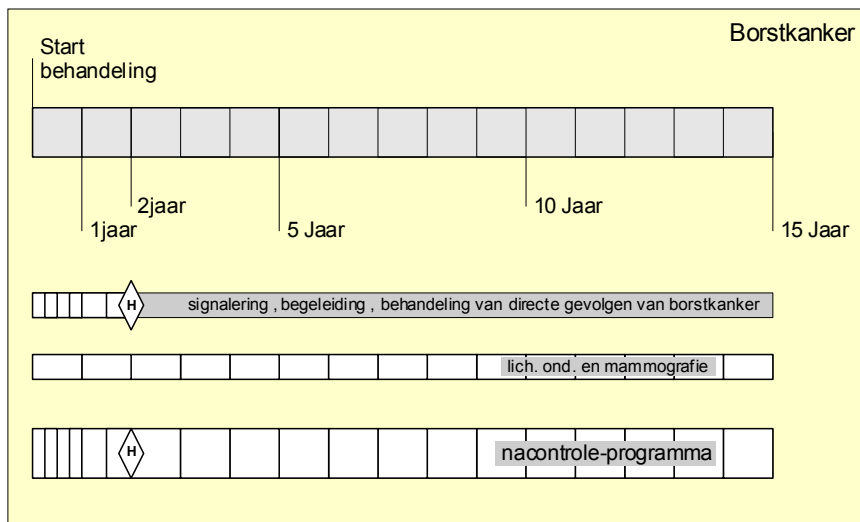 Borstkanker
Start
behandeling
2jaar
10 Jaar
1jaar
5 Jaar
15 Jaar
H
signalering , begeleiding , behandeling van directe gevolgen van borstkanker
lich. ond. en mammografie
H
nacontrole-programma